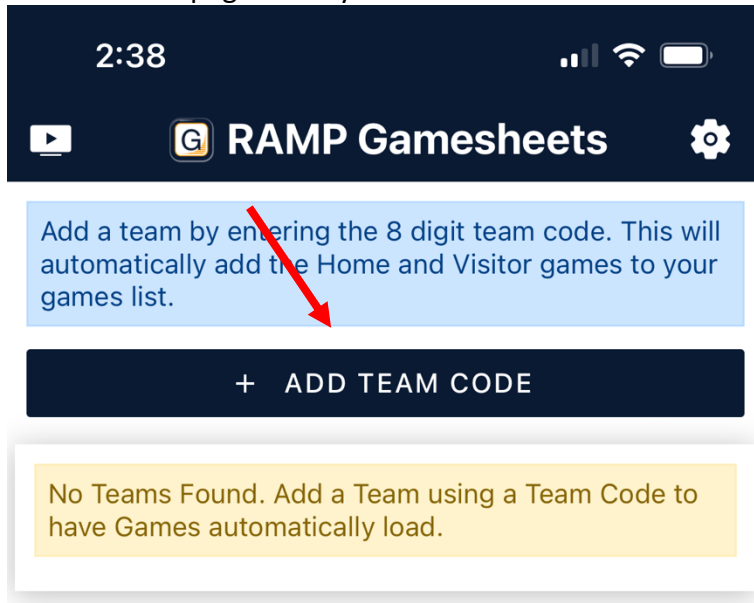 2:38
G RAMP Gamesheets
Add a team by entering the 8 digit team code. This will
automatically add the Home and Visitor games to your
games list.
+ ADD TEAM CODE
No Teams Found. Add a Team using a Team Code to
have Games automatically load.